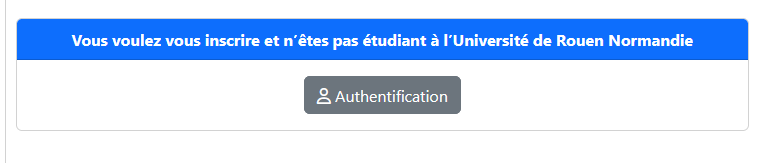 Vous voulez vous inscrire et n´êtes pas étudiant à l´Université de Rouen Normandie
Authentification